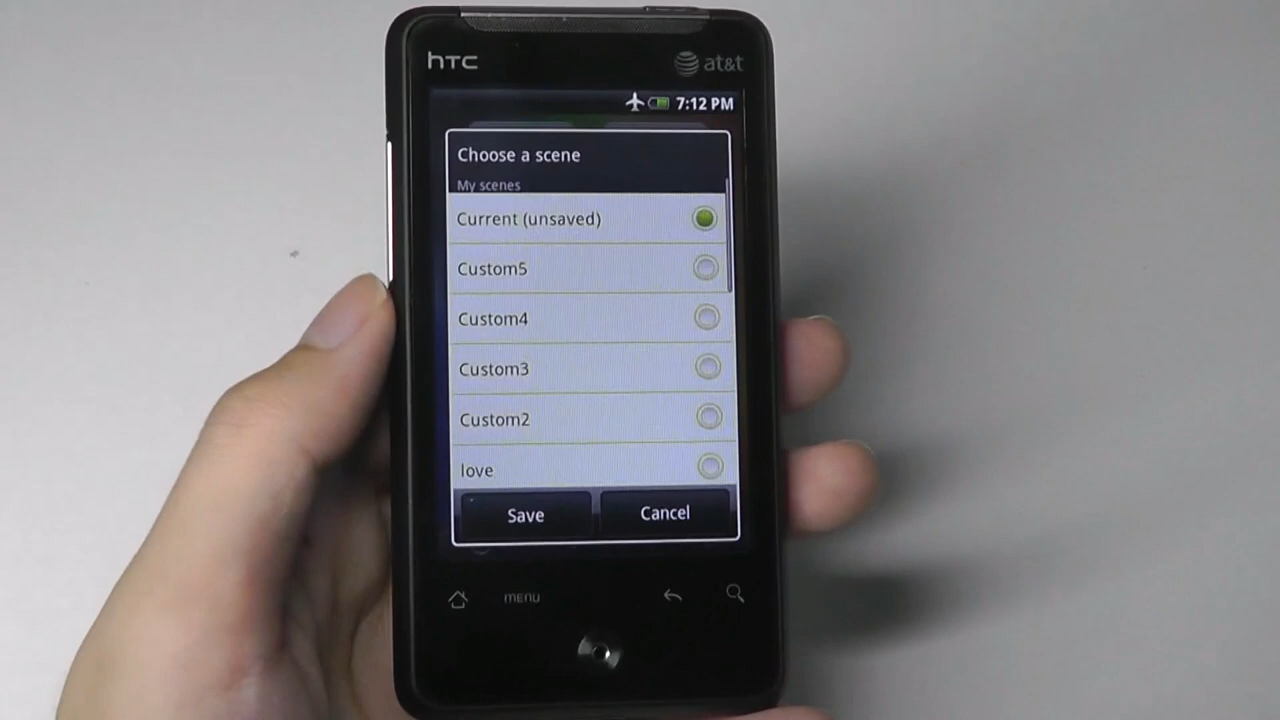 hTC
at&t
7:12 PM
Choose a scene
My scenes
Current (unsaved)
Custom5
Custom4
Custom3
Custom2
love
Save
Cancel
MENU